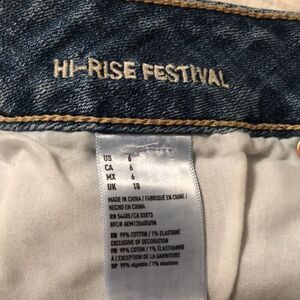 HI-RISE FESTIVAL
US 6
CA 6
MX 6
UK 10
MADE IN CHINA / FABRIQUÉ EN CHINE /
HECHO EN CHINA
RN 54485/CA 03873
EN 99% COTTON / 1% ELASTANE
EXCLUSIVE OF DECORATION
FR 99% COTON / 1% ÉLASTHANNE
À L'EXCEPTION DE LA GARNITURE
SP 99% algodón / 1% elastano